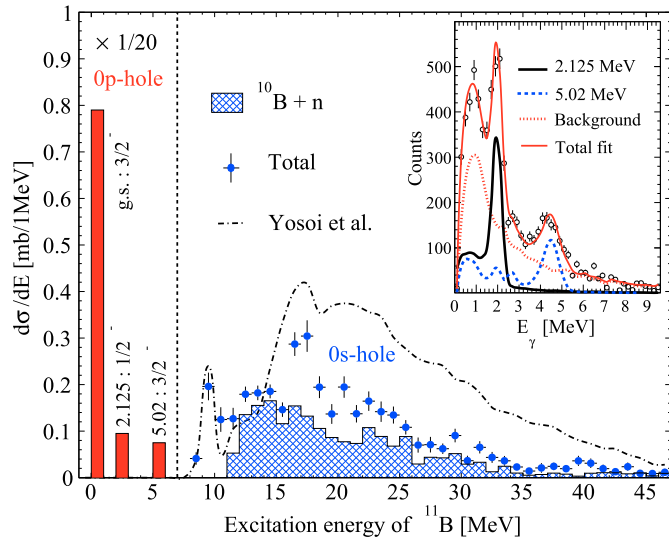 1
0.9
0.8
0.7
0.6
0.5
0.4
0.3
0.2
0.1
0
dσ/dE [mb/1MeV]
× 1/20
0p-hole
g.s. : 3/2⁻
2.125 : 1/2⁻
5.02 : 3/2⁻
¹⁰B + n
Total
Yosoi et al.
0s-hole
0 5 10 15 20 25 30 35 40 45
Excitation energy of ¹¹B [MeV]
500
400
300
200
100
Counts
2.125 MeV
5.02 MeV
Background
Total fit
0 1 2 3 4 5 6 7 8 9
E_γ [MeV]